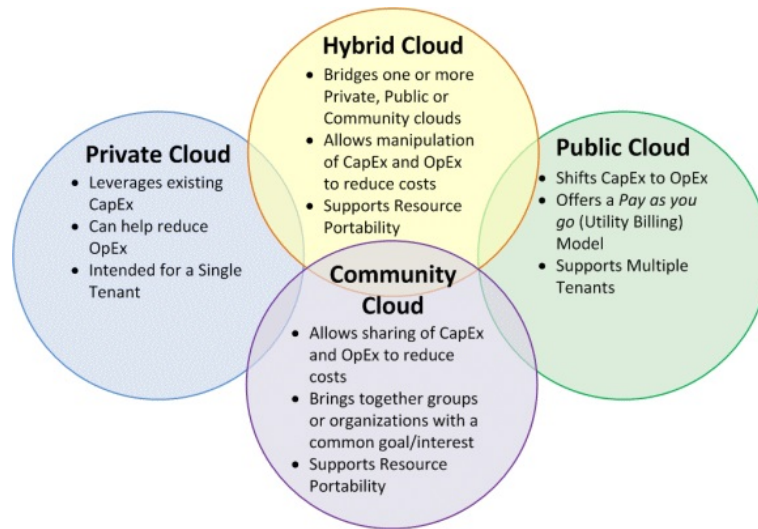 Hybrid Cloud
• Bridges one or more
Private, Public or
Community clouds
• Allows manipulation
of CapEx and OpEx
to reduce costs
• Supports Resource
Portability
Private Cloud
• Leverages existing
CapEx
• Can help reduce
OpEx
• Intended for a Single
Tenant
Public Cloud
• Shifts CapEx to OpEx
• Offers a Pay as you
go (Utility Billing)
Model
• Supports Multiple
Tenants
Community
Cloud
• Allows sharing of CapEx
and OpEx to reduce
costs
• Brings together groups
or organizations with a
common goal/interest
• Supports Resource
Portability